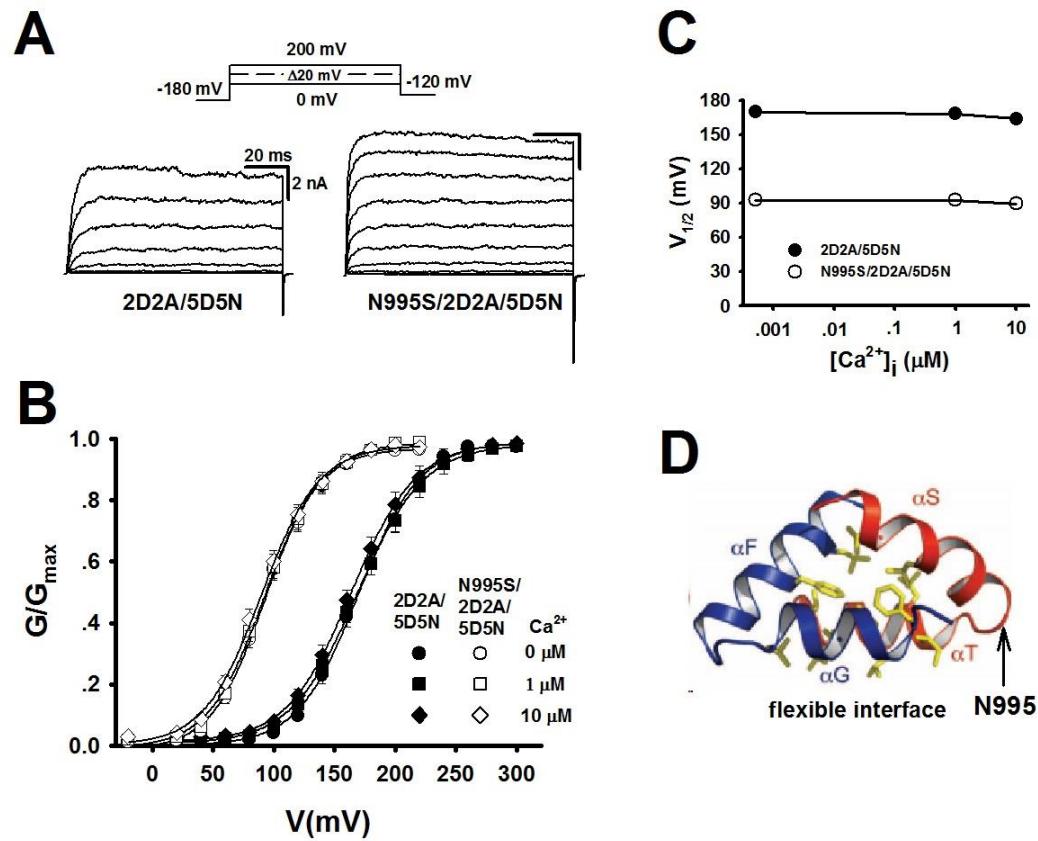 A
200 mV
Δ20 mV
-180 mV
-120 mV
0 mV
20 ms
2 nA
2D2A/5D5N
N995S/2D2A/5D5N
B
1.0
.8
.6
.4
.2
0.0
G/Gmax
0
50
100
150
200
250
300
V(mV)
2D2A/
5D5N
N995S/
2D2A/
5D5N
Ca2+
0 μM
1 μM
10 μM
C
180
150
120
90
60
30
0
V1/2 (mV)
2D2A/5D5N
N995S/2D2A/5D5N
.001
.01
.1
1
10
[Ca2+]i (μM)
D
αS
αF
αT
αG
flexible interface
N995